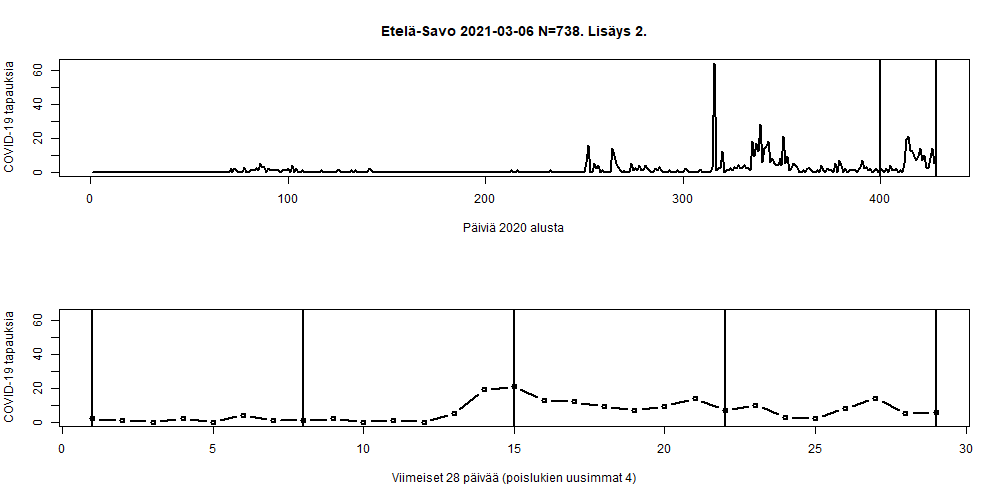 Etelä-Savo 2021-03-06 N=738. Lisäys 2.
COVID-19 tapauksia
0 20 40 60
0 100 200 300 400
Päiviä 2020 alusta
COVID-19 tapauksia
0 20 40 60
0 5 10 15 20 25 30
Viimeiset 28 päivää (poislukien uusimmat 4)